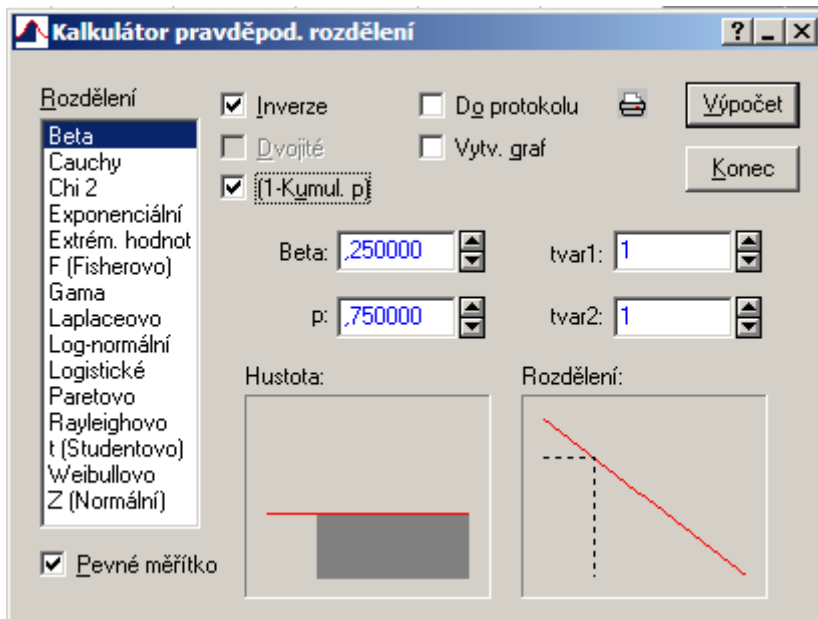 Kalkulátor pravděpod. rozdělení
Rozdělení
Beta
Cauchy
Chi 2
Exponenciální
Extrém. hodnot
F (Fisherovo)
Gama
Laplaceovo
Log-normální
Logistické
Paretovo
Rayleighovo
t (Studentovo)
Weibullovo
Z (Normální)
Pevné měřítko
Inverze
Dvojité
(1-Kumul. p)
Do protokolu
Vytv. graf
Výpočet
Konec
Beta: ,250000
tvar1: 1
p: ,750000
tvar2: 1
Hustota:
Rozdělení: